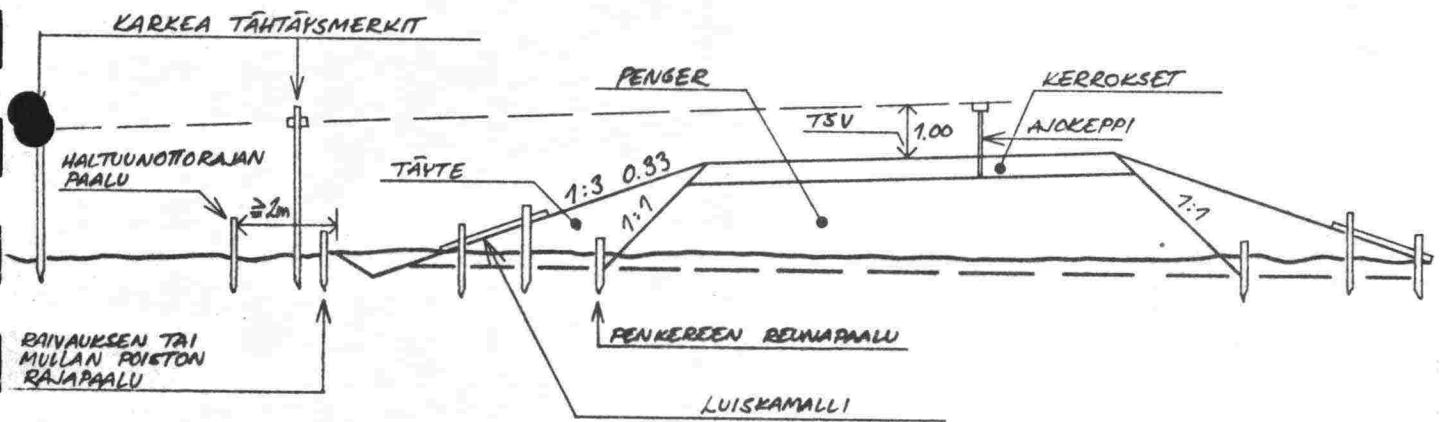 KARKEA TÄHTÄYSMERKIT
PENGER
KERROKSET
TSV
1.00
AJOKEPPI
HALTUUNOTTORAJAN
PAALU
TÄYTE
1:3 0.33
1:1
1:1
≥2m
RAIVAUKSEN TAI
MULLAN POISTON
RAJAPAALU
PENKEREEN REUNAPAALU
LUISKAMALLI